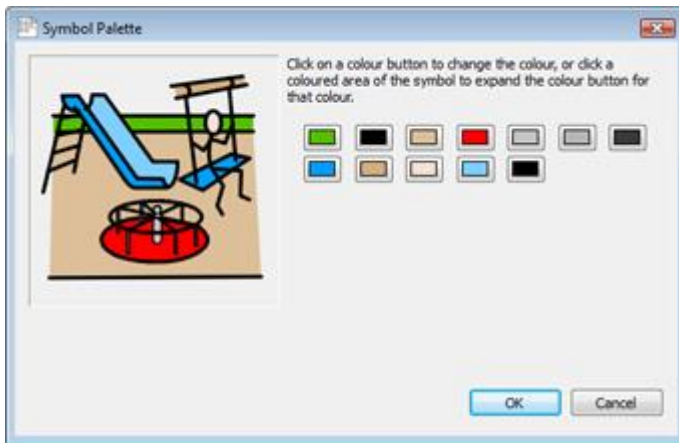 Symbol Palette
Click on a colour button to change the colour, or click a
coloured area of the symbol to expand the colour button for
that colour.
OK
Cancel